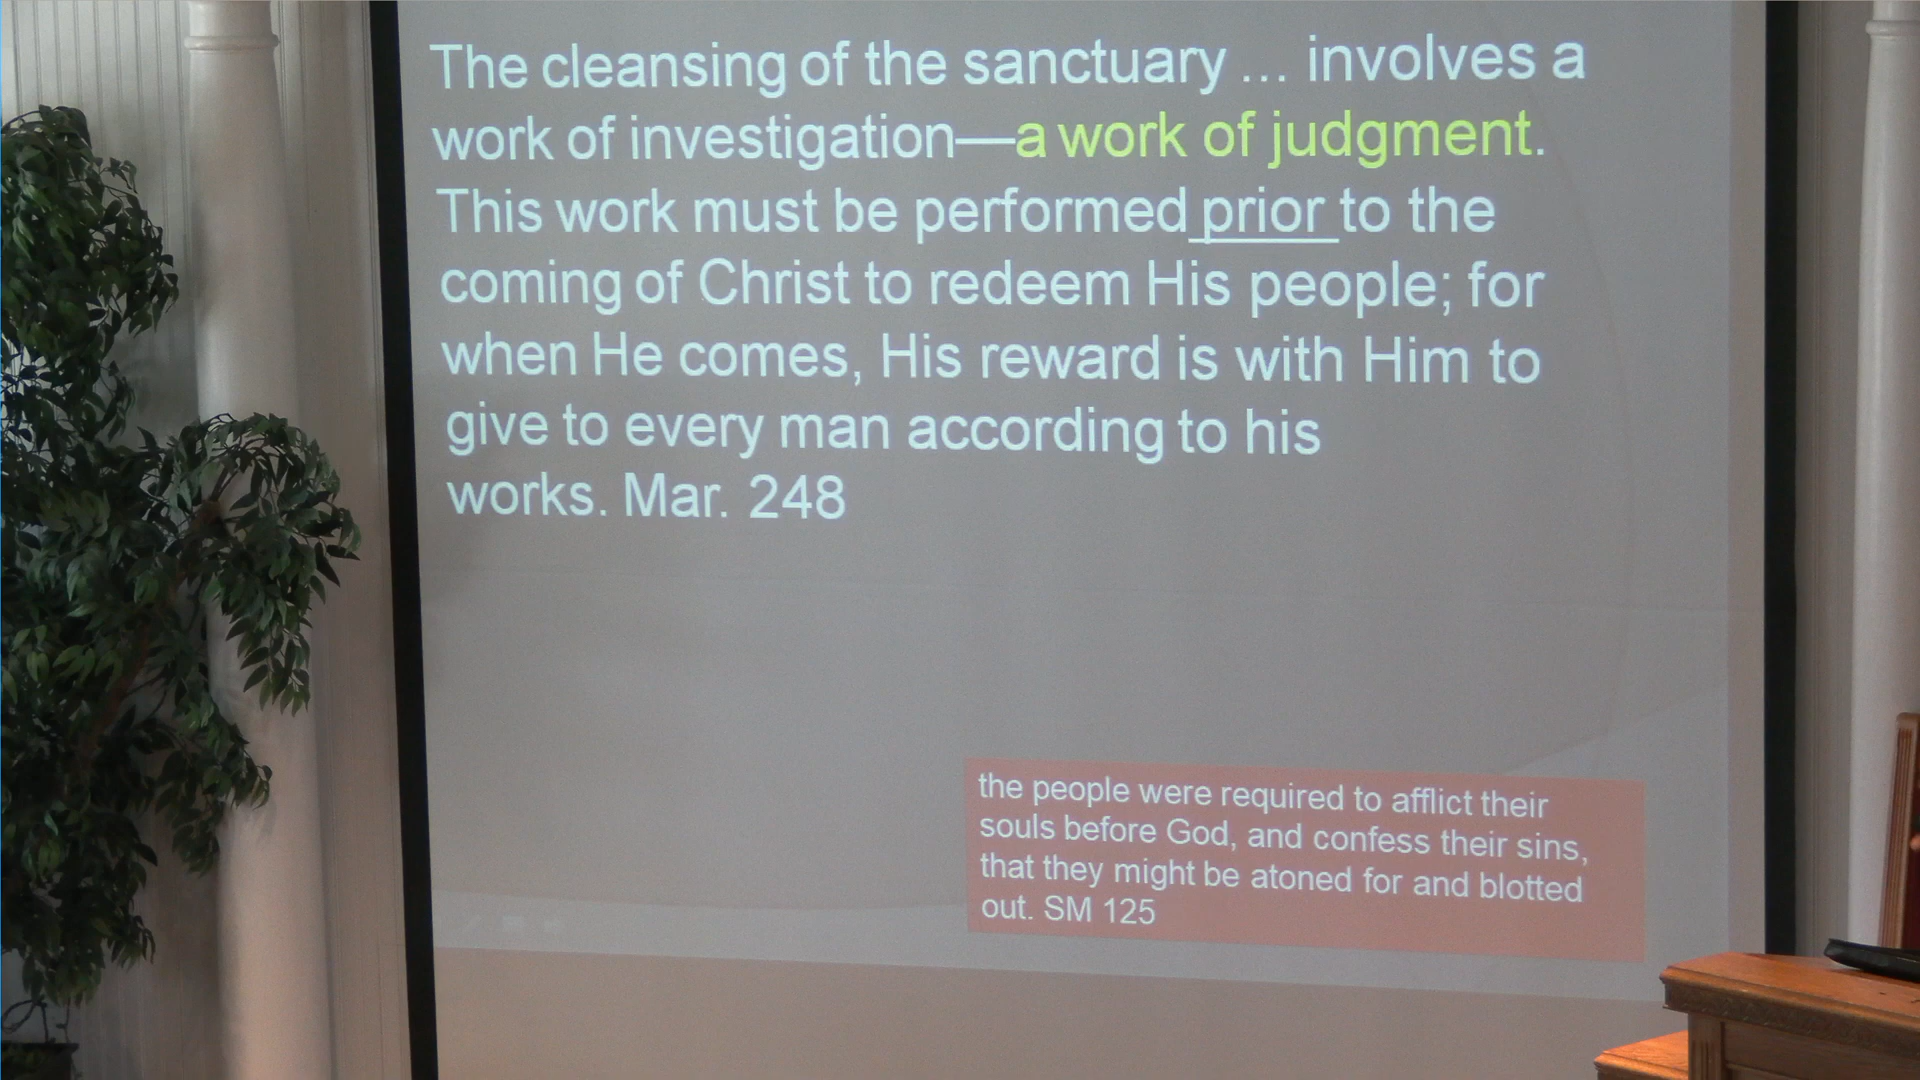 The cleansing of the sanctuary ... involves a
work of investigation—a work of judgment.
This work must be performed prior to the
coming of Christ to redeem His people; for
when He comes, His reward is with Him to
give to every man according to his
works. Mar. 248
the people were required to afflict their
souls before God, and confess their sins,
that they might be atoned for and blotted
out. SM 125